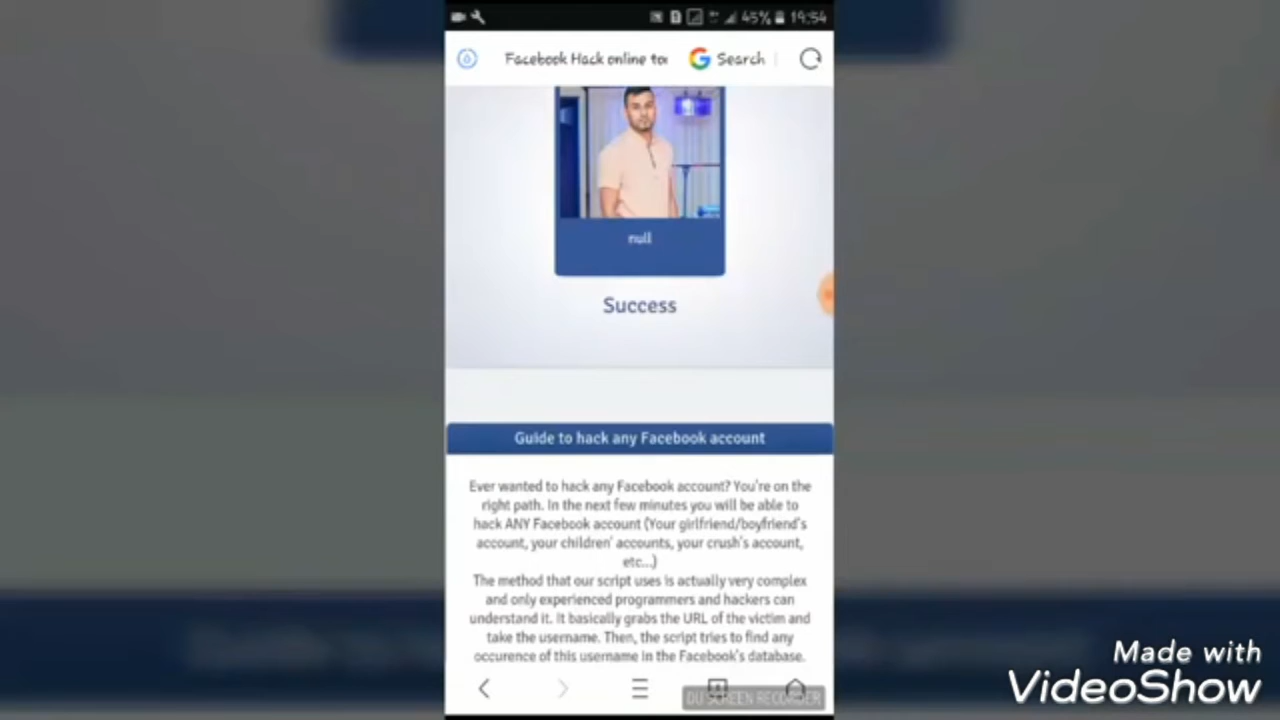 45% 19:54
Facebook Hack online to
Search
null
Success
Guide to hack any Facebook account
Ever wanted to hack any Facebook account? You're on the
right path. In the next few minutes you will be able to
hack ANY Facebook account (Your girlfriend/boyfriend's
account, your children' accounts, your crush's account,
etc...)
The method that our script uses is actually very complex
and only experienced programmers and hackers can
understand it. It basically grabs the URL of the victim and
take the username. Then, the script tries to find any
occurence of this username in the Facebook's database.
DU SCREEN RECORDER
Made with
VideoShow